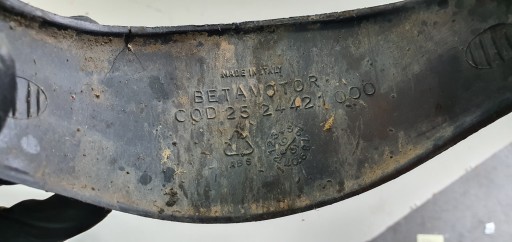 MADE IN ITALY
BETAMOTOR
COD 25 24421 000
ABS